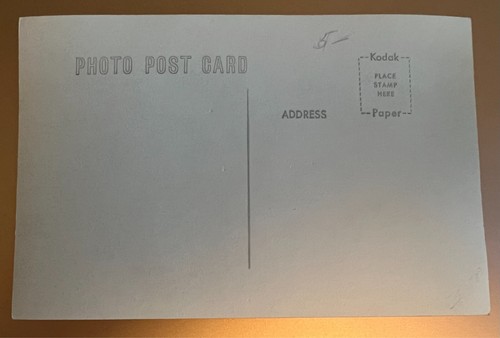 5—
PHOTO POST CARD
Kodak
PLACE
STAMP
HERE
Paper
ADDRESS